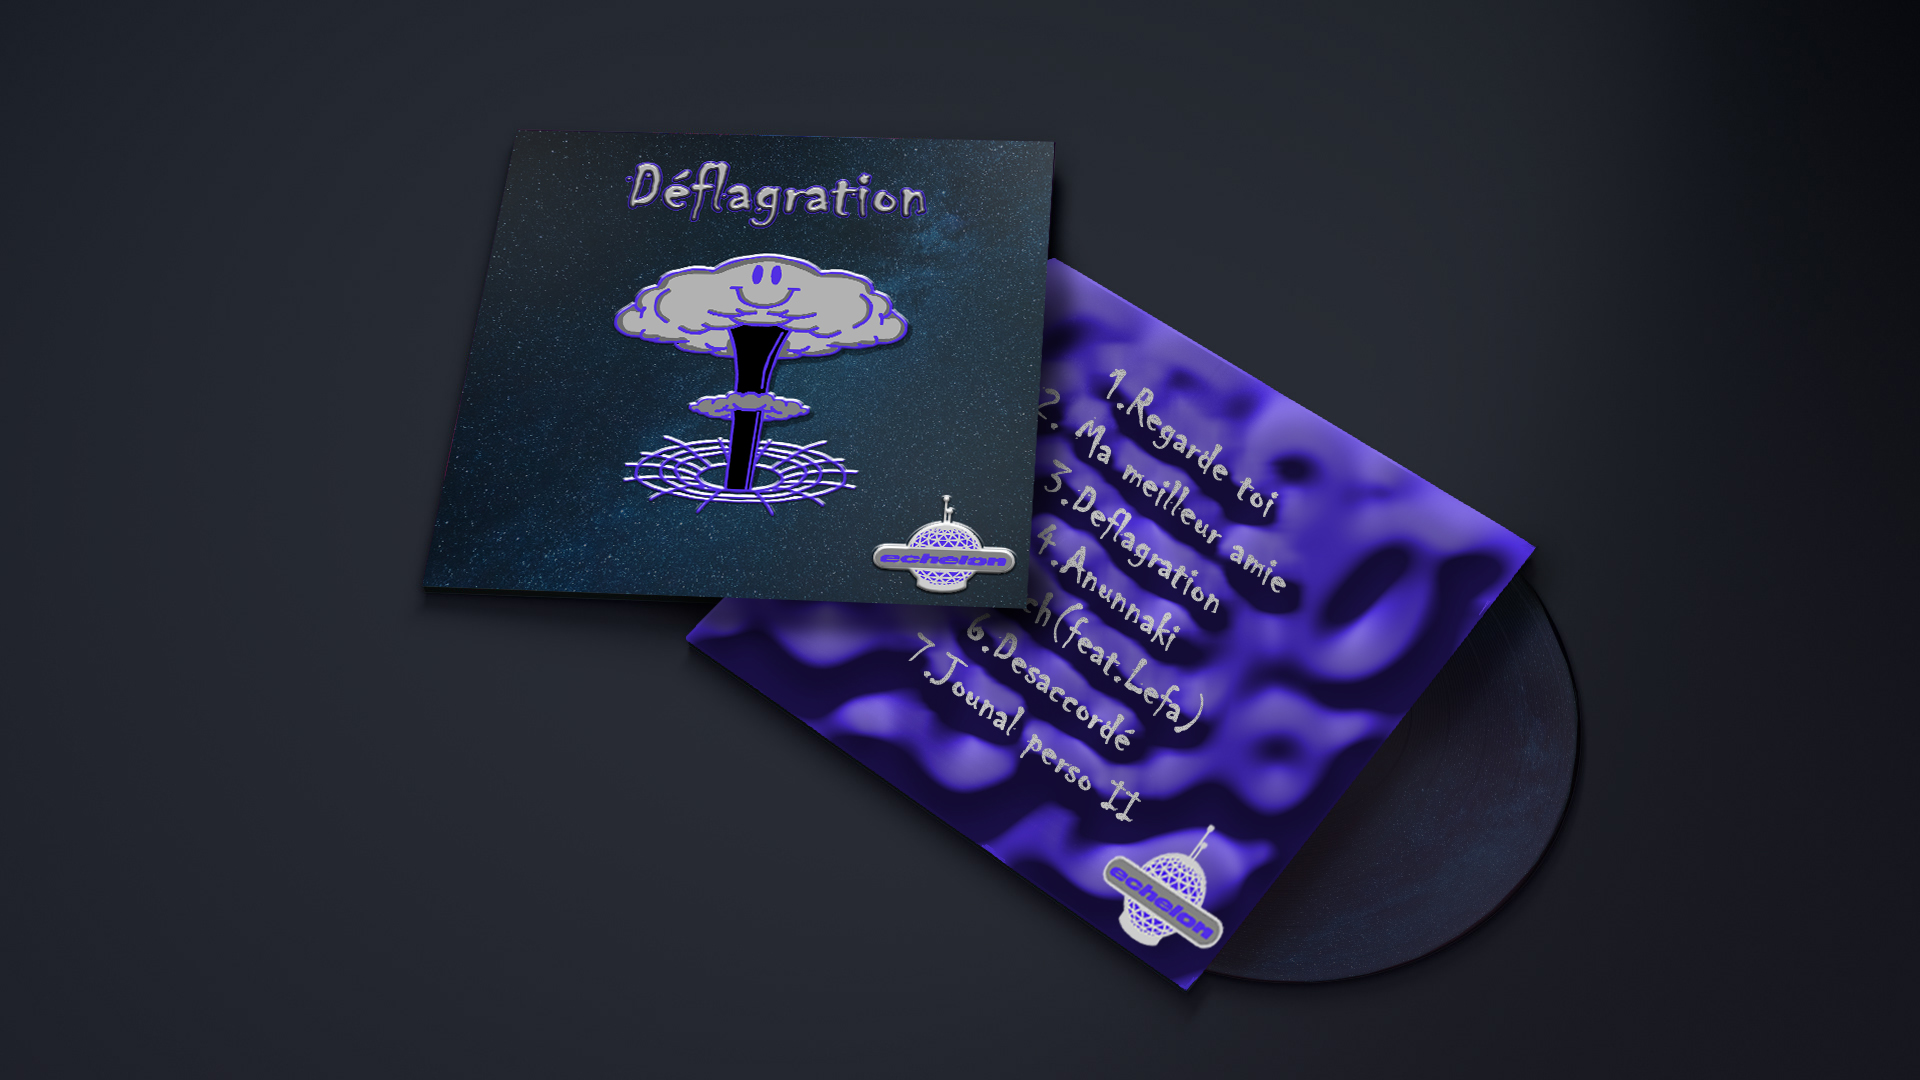 Déflagration
echelon
1.Regarde toi
2. Ma meilleur amie
3.Deflagration
4.Anunnaki
ch(feat.Lefa)
6.Desaccordé
7.Jounal perso II
echelon